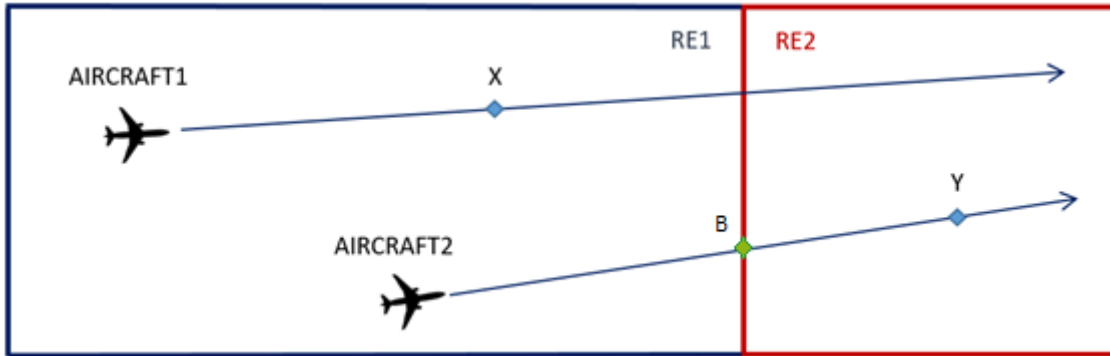 RE1
RE2
AIRCRAFT1
X
Y
B
AIRCRAFT2